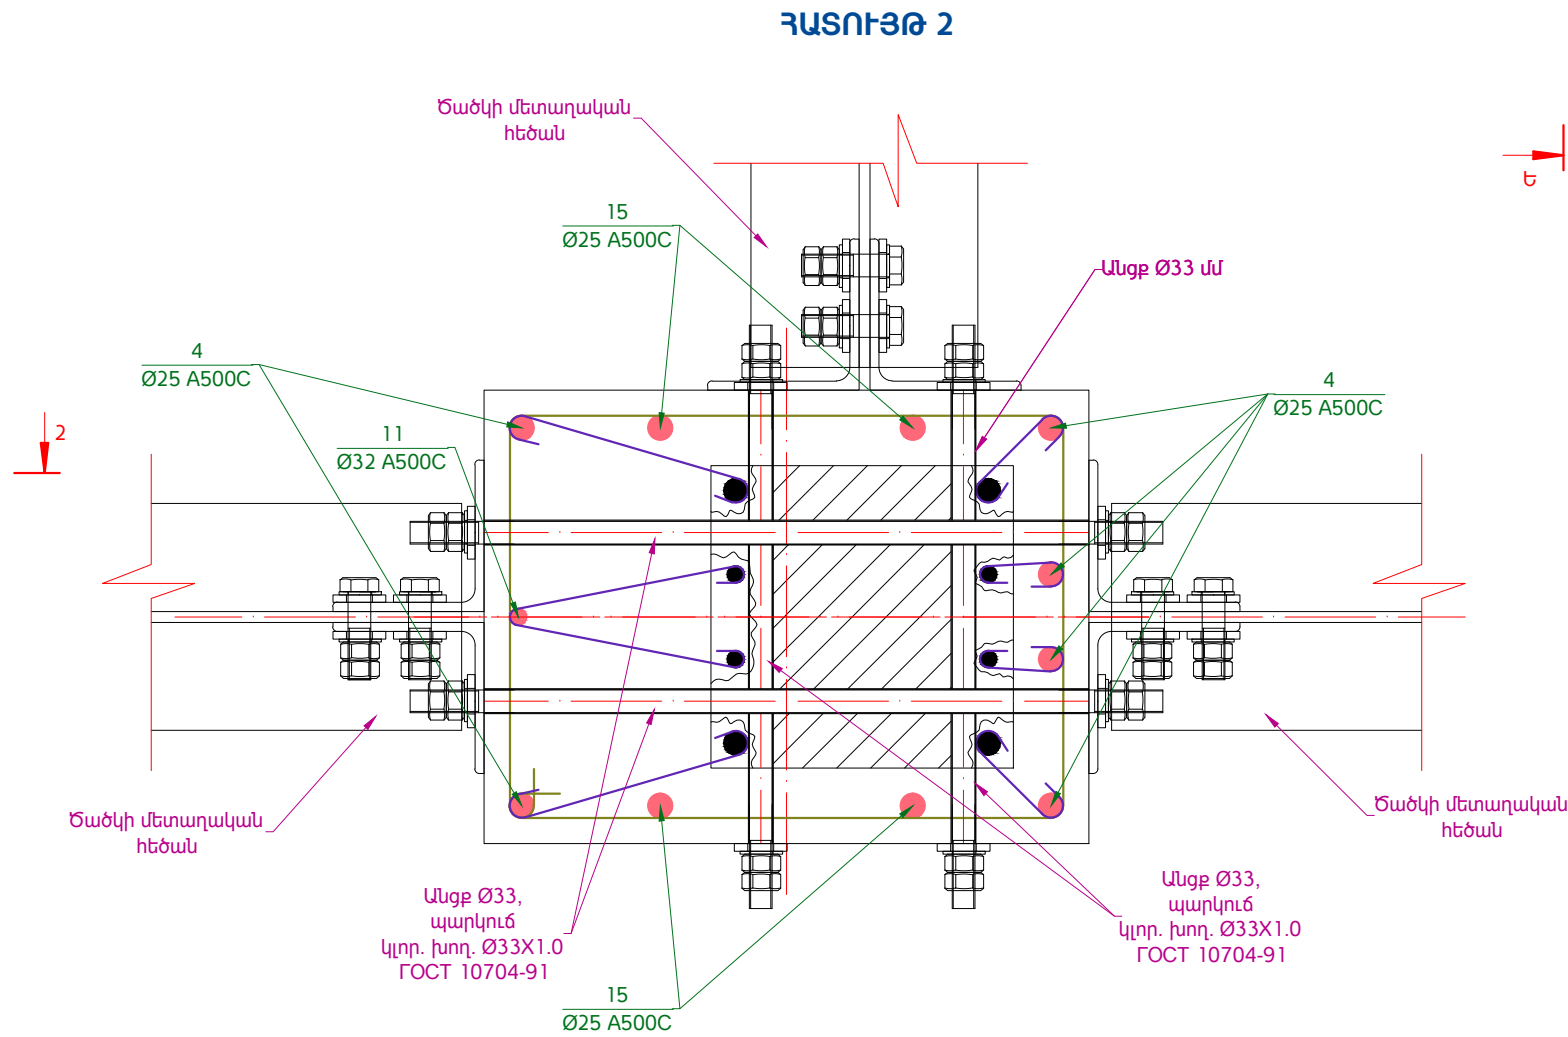 ՀԱՏՈՒՅԹ 2
Ծածկի մետաղական
հեծան
Ե
15
Ø25 A500C
Անցք Ø33 մմ
4
Ø25 A500C
4
Ø25 A500C
2
11
Ø32 A500C
Ծածկի մետաղական
հեծան
Ծածկի մետաղական
հեծան
Անցք Ø33,
պարկուճ
կլոր. խող. Ø33X1.0
ГОСТ 10704-91
Անցք Ø33,
պարկուճ
կլոր. խող. Ø33X1.0
ГОСТ 10704-91
15
Ø25 A500C